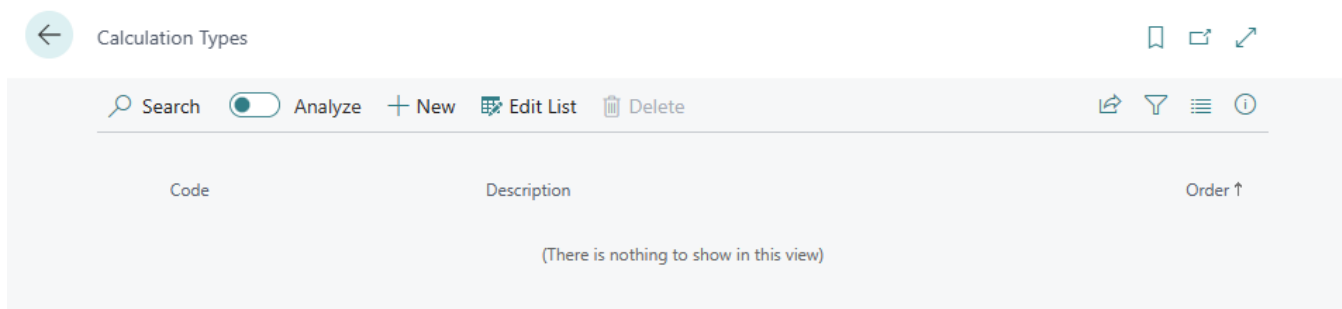 Calculation Types
Search Analyze New Edit List Delete
Code Description Order ↑
(There is nothing to show in this view)